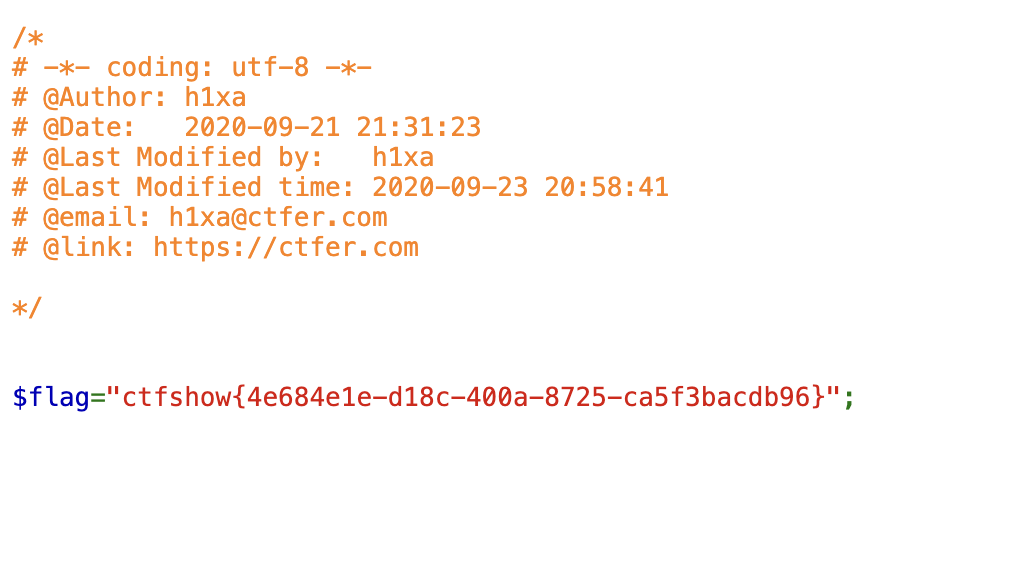 /*
# -*- coding: utf-8 -*-
# @Author: h1xa
# @Date:   2020-09-21 21:31:23
# @Last Modified by:   h1xa
# @Last Modified time: 2020-09-23 20:58:41
# @email: h1xa@ctfer.com
# @link: https://ctfer.com
*/
$flag="ctfshow{4e684e1e-d18c-400a-8725-ca5f3bacdb96}";